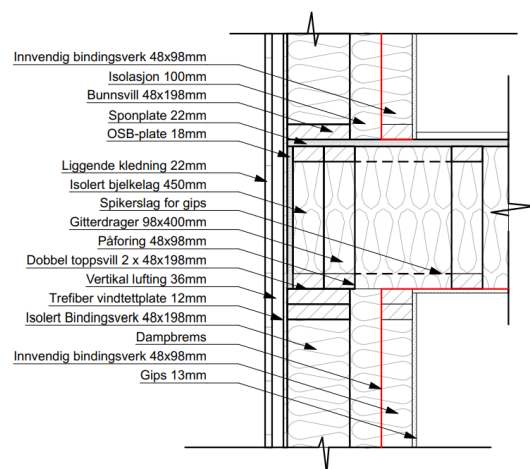 Innvendig bindingsverk 48x98mm
Isolasjon 100mm
Bunnsvill 48x198mm
Sponplate 22mm
OSB-plate 18mm
Liggende kledning 22mm
Isolert bjelkelag 450mm
Spikerslag for gips
Gitterdrager 98x400mm
Påforing 48x98mm
Dobbel toppsvill 2 x 48x198mm
Vertikal lufting 36mm
Trefiber vindtettplate 12mm
Isolert Bindingsverk 48x198mm
Dampbrems
Innvendig bindingsverk 48x98mm
Gips 13mm